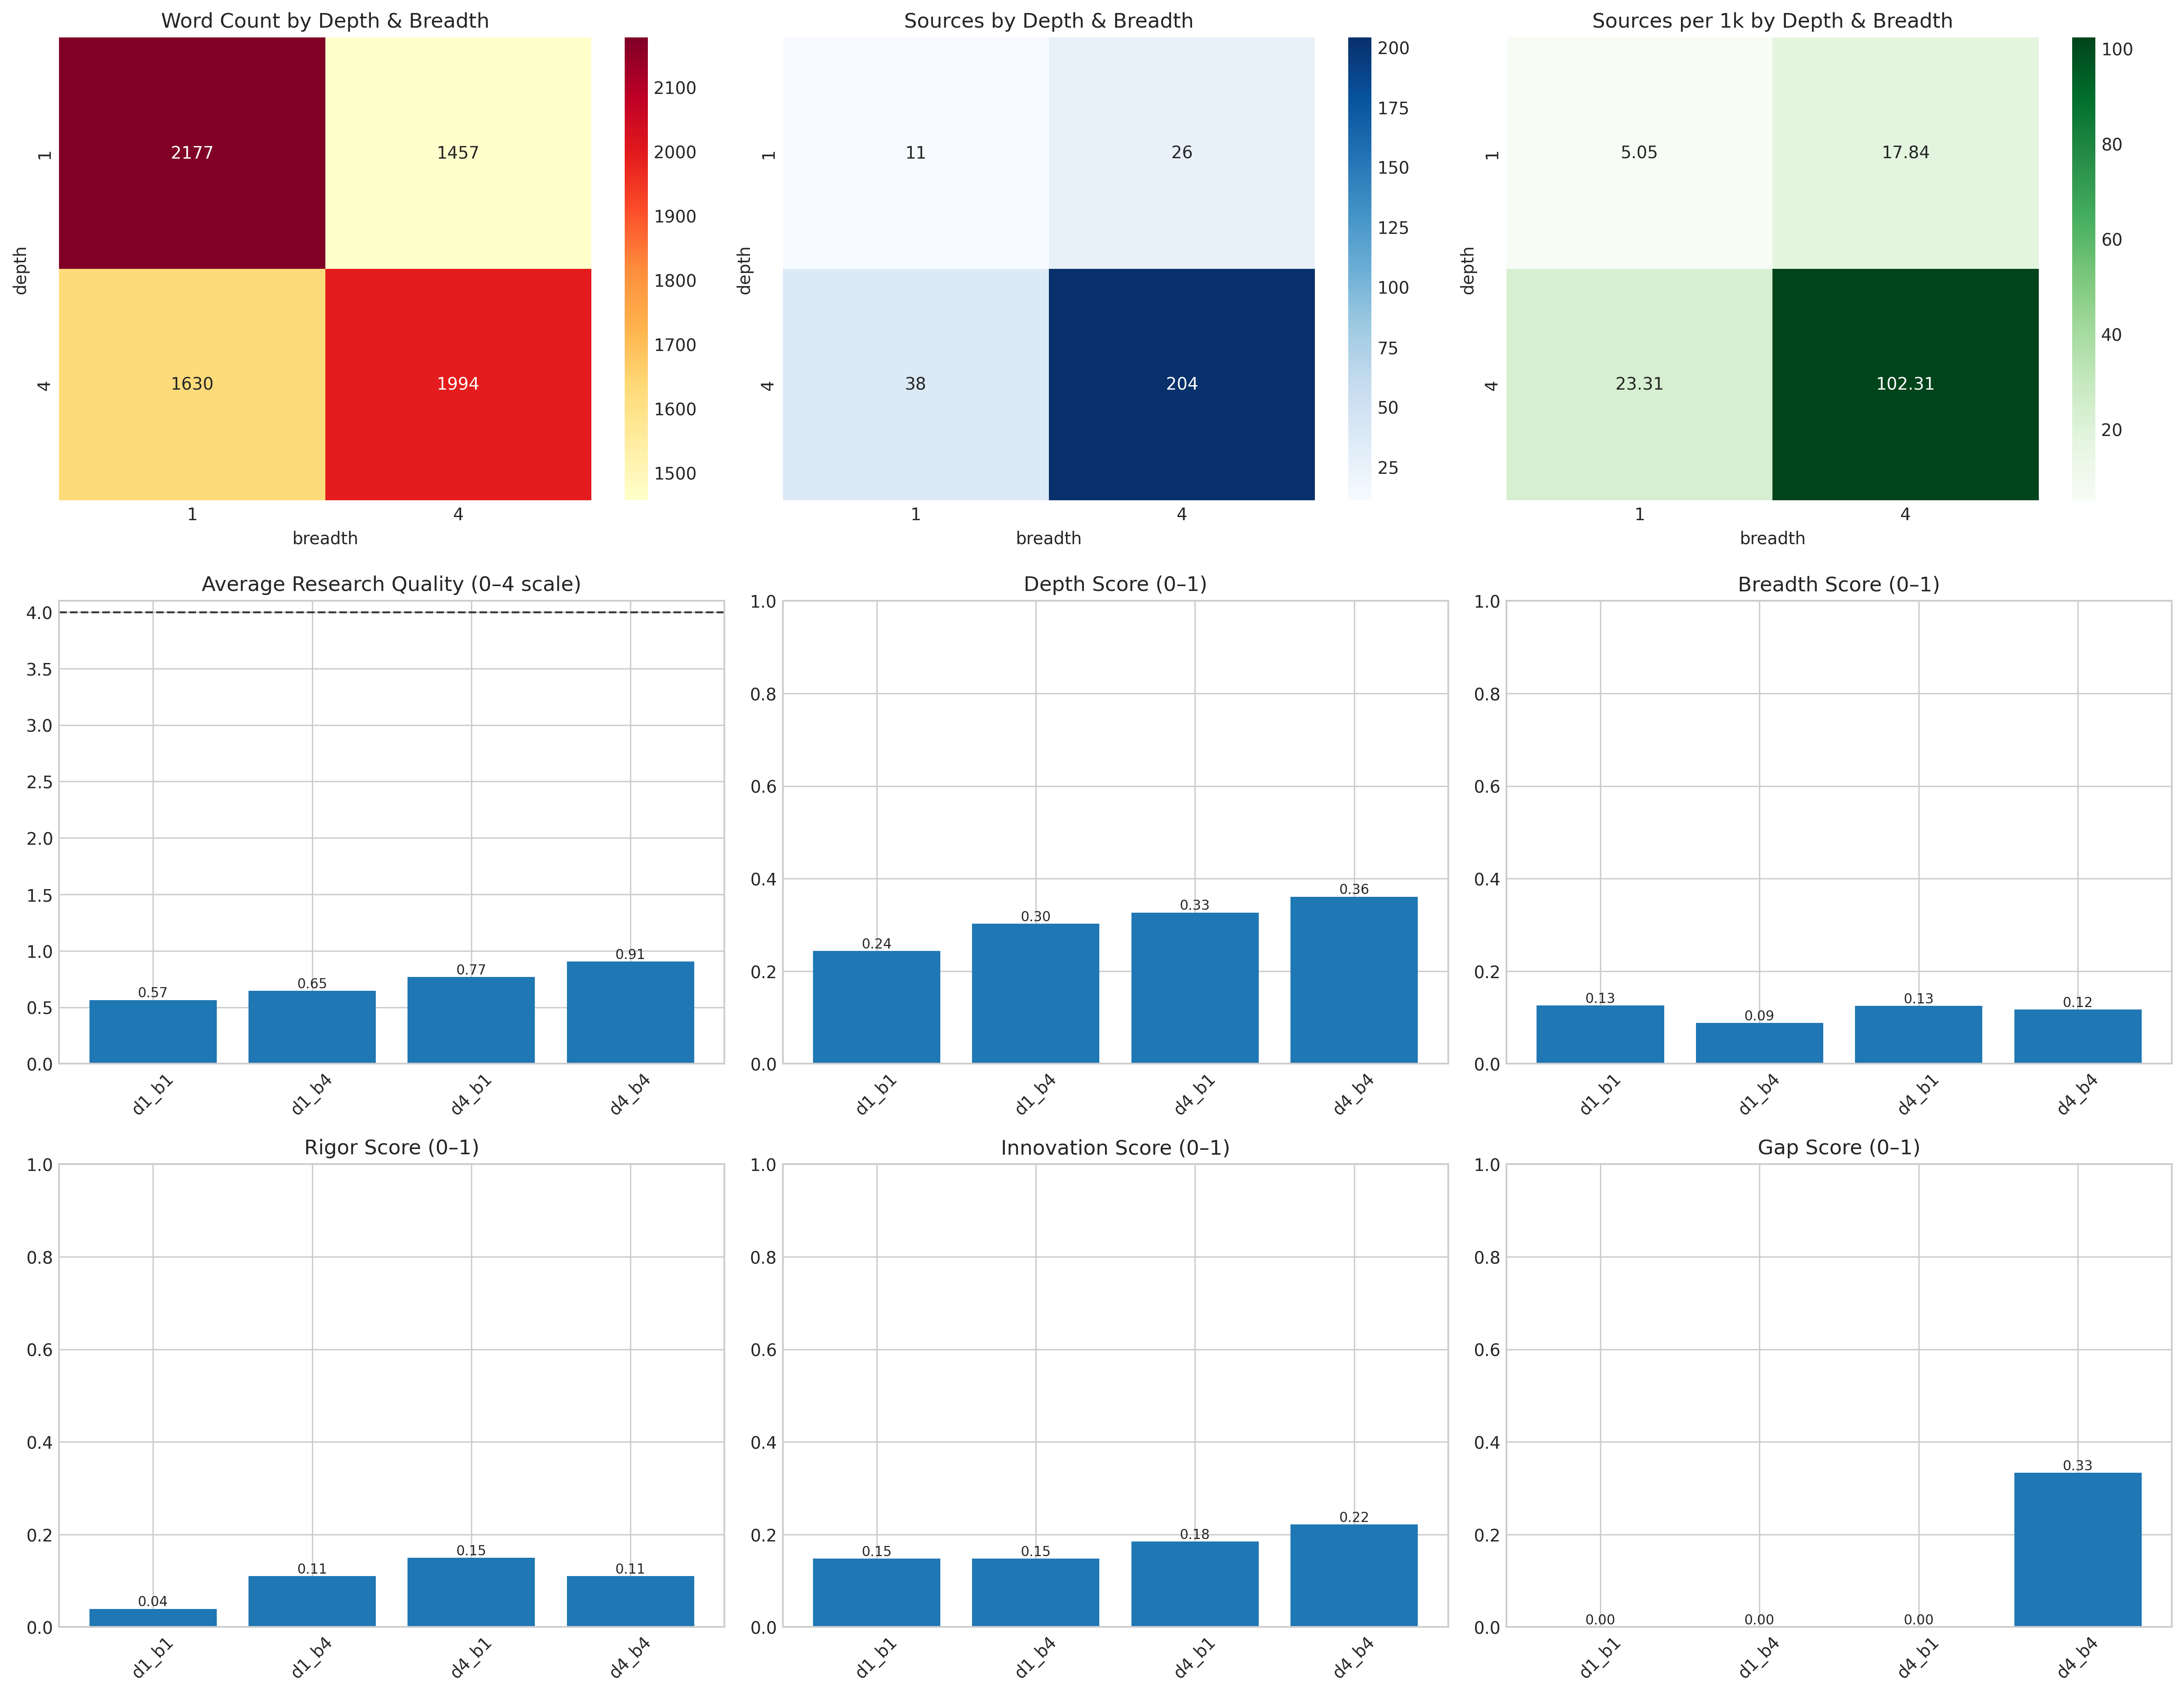 Word Count by Depth & Breadth
2177 1457
1630 1994
1
4
depth
1 4
breadth
2100
2000
1900
1800
1700
1600
1500
Sources by Depth & Breadth
11 26
38 204
1
4
depth
1 4
breadth
200
175
150
125
100
75
50
25
Sources per 1k by Depth & Breadth
5.05 17.84
23.31 102.31
1
4
depth
1 4
breadth
100
80
60
40
20
Average Research Quality (0–4 scale)
4.0
3.5
3.0
2.5
2.0
1.5
1.0
0.5
0.0
0.57 0.65 0.77 0.91
d1_b1 d1_b4 d4_b1 d4_b4
Depth Score (0–1)
1.0
0.8
0.6
0.4
0.2
0.0
0.24 0.30 0.33 0.36
d1_b1 d1_b4 d4_b1 d4_b4
Breadth Score (0–1)
1.0
0.8
0.6
0.4
0.2
0.0
0.13 0.09 0.13 0.12
d1_b1 d1_b4 d4_b1 d4_b4
Rigor Score (0–1)
1.0
0.8
0.6
0.4
0.2
0.0
0.04 0.11 0.15 0.11
d1_b1 d1_b4 d4_b1 d4_b4
Innovation Score (0–1)
1.0
0.8
0.6
0.4
0.2
0.0
0.15 0.15 0.18 0.22
d1_b1 d1_b4 d4_b1 d4_b4
Gap Score (0–1)
1.0
0.8
0.6
0.4
0.2
0.0
0.00 0.00 0.00 0.33
d1_b1 d1_b4 d4_b1 d4_b4